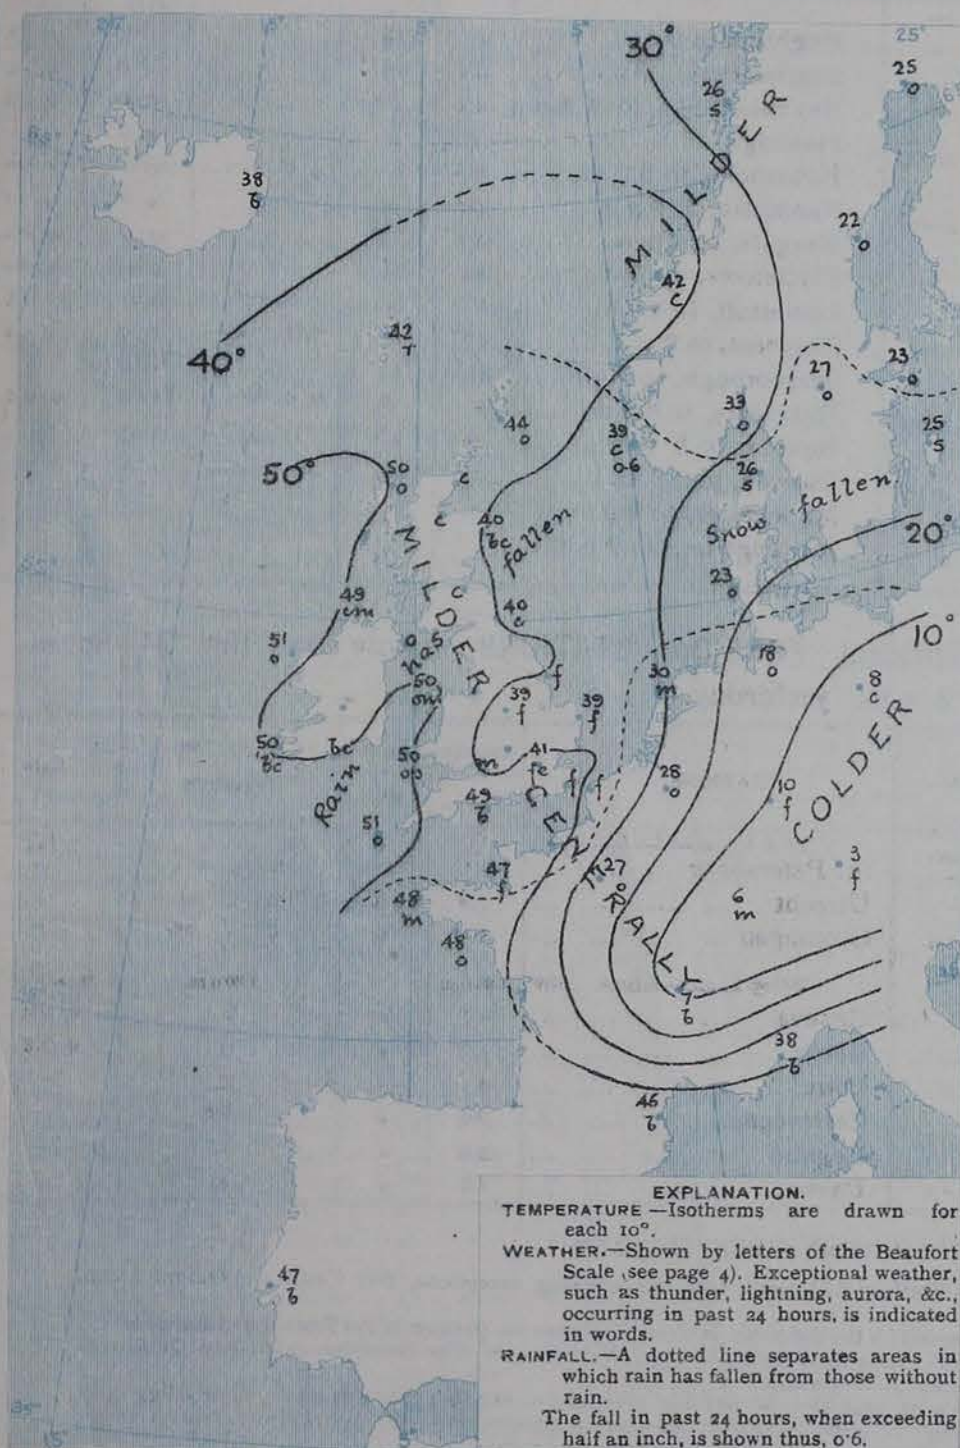 30°
25
26
s
MILDER
38
b
22
42
c
40°
42
r
27
23
33
44
39
c
0.6
25
s
50°
50
26
s
c
Snow fallen
c
40
bc
fallen
20°
MILDER
23
49
cm
c
40
c
10°
51
has
f
18
50
m
30
m
8
c
39
f
39
f
COLDER
50
bc
bc
50
41
m
fe
f
f
28
10
f
Rain
49
b
GENERALLY
51
47
f
27
3
f
48
m
6
m
48
7
b
38
b
46
b
47
b
EXPLANATION.
TEMPERATURE—Isotherms are drawn for
each 10°.
WEATHER.—Shown by letters of the Beaufort
Scale (see page 4). Exceptional weather,
such as thunder, lightning, aurora, &c.,
occurring in past 24 hours, is indicated
in words.
RAINFALL.—A dotted line separates areas in
which rain has fallen from those without
rain.
The fall in past 24 hours, when exceeding
half an inch, is shown thus, 0·6.